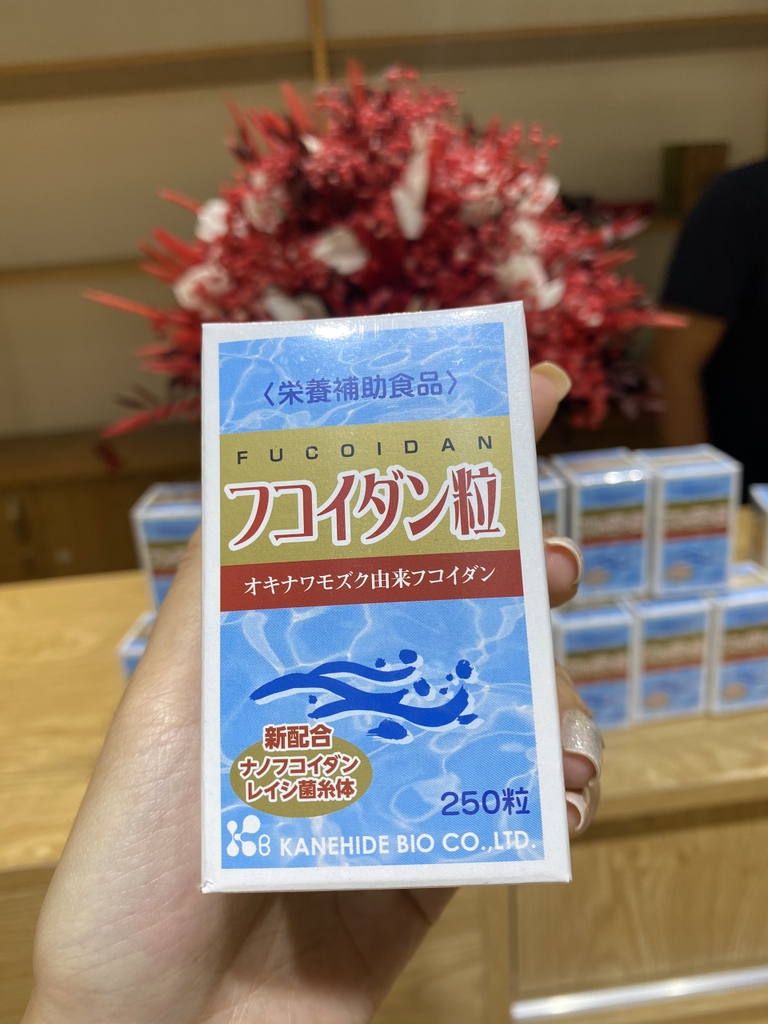 〈栄養補助食品〉
FUCOIDAN
フコイダン粒
オキナワモズク由来フコイダン
新配合
ナノフコイダン
レイシ菌糸体
250粒
KB KANEHIDE BIO CO.,LTD.